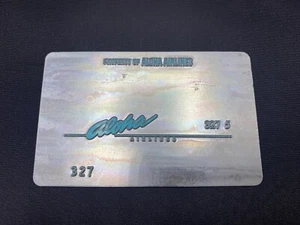 PROPERTY OF ALOHA AIRLINES
Aloha 327 5
AIRLINES
327